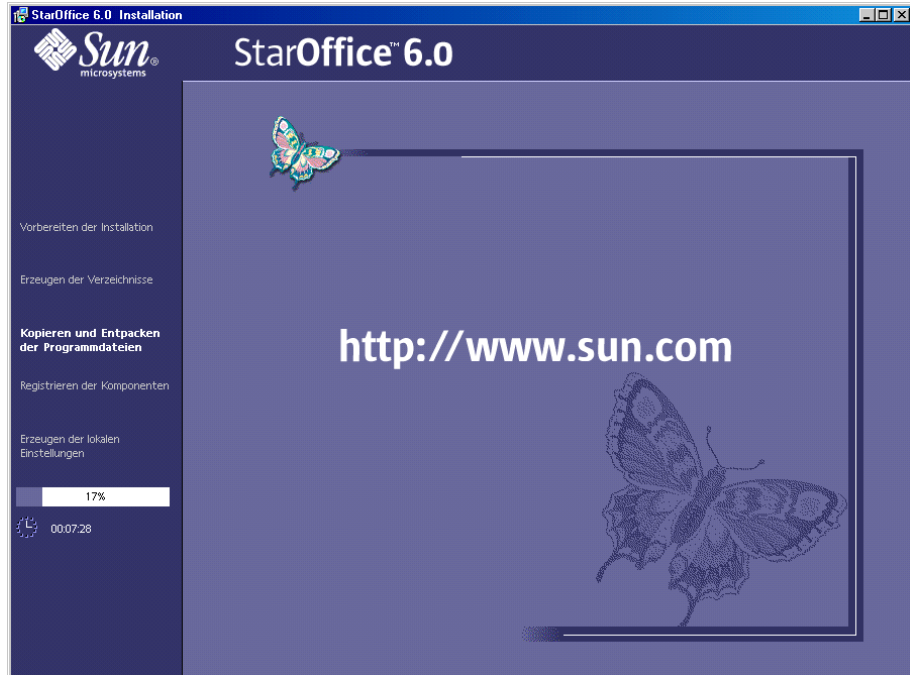 StarOffice 6.0 Installation
Sun®
microsystems
StarOffice™ 6.0
Vorbereiten der Installation
Erzeugen der Verzeichnisse
Kopieren und Entpacken
der Programmdateien
Registrieren der Komponenten
Erzeugen der lokalen
Einstellungen
17%
00:07:28
http://www.sun.com